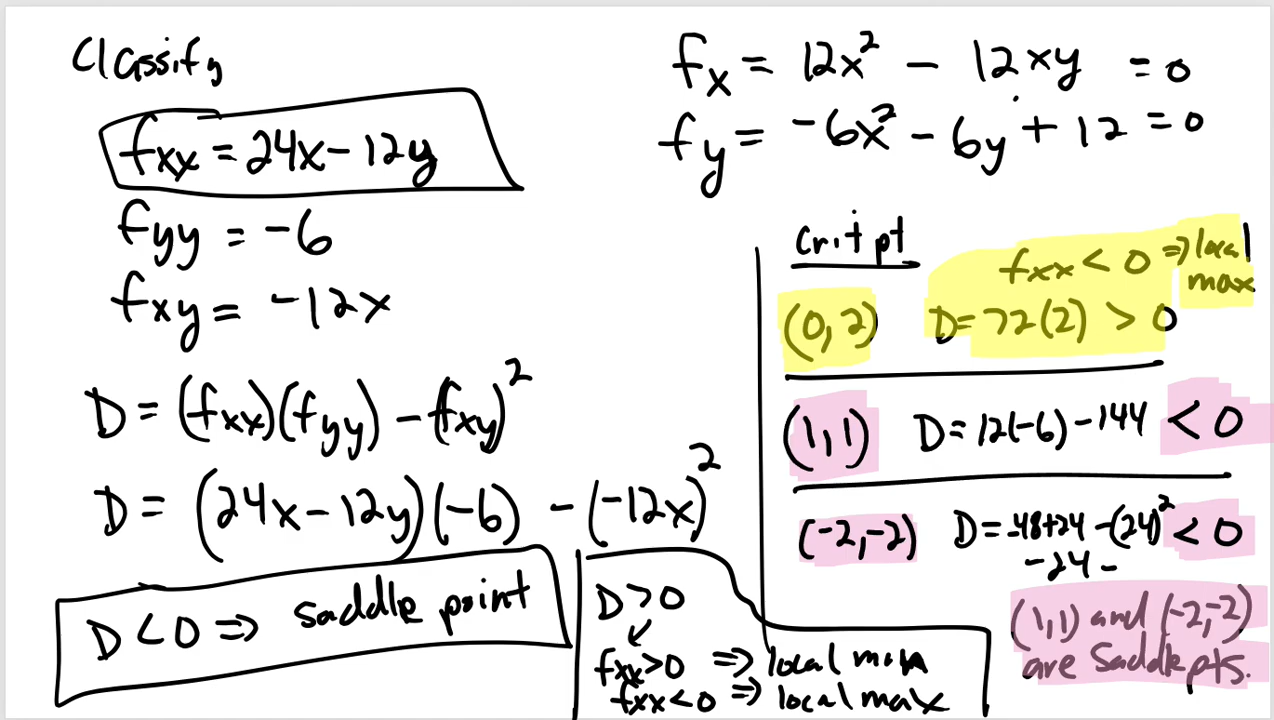 Classify
fxx = 24x - 12y
fyy = -6
fxy = -12x
D = (fxx)(fyy) - (fxy)²
D = (24x - 12y)(-6) - (-12x)²
D < 0 ⇒ saddle point
D > 0
↙
fxx > 0 ⇒ local min
fxx < 0 ⇒ local max
fx = 12x² - 12xy = 0
fy = -6x² - 6y + 12 = 0
crit pt
fxx < 0 ⇒ local max
(0, 2) D = 72(2) > 0
(1, 1) D = 12(-6) - 144 < 0
(-2, -2) D = -48+24 - (24)² < 0
-24 -
(1,1) and (-2,-2)
are saddle pts.